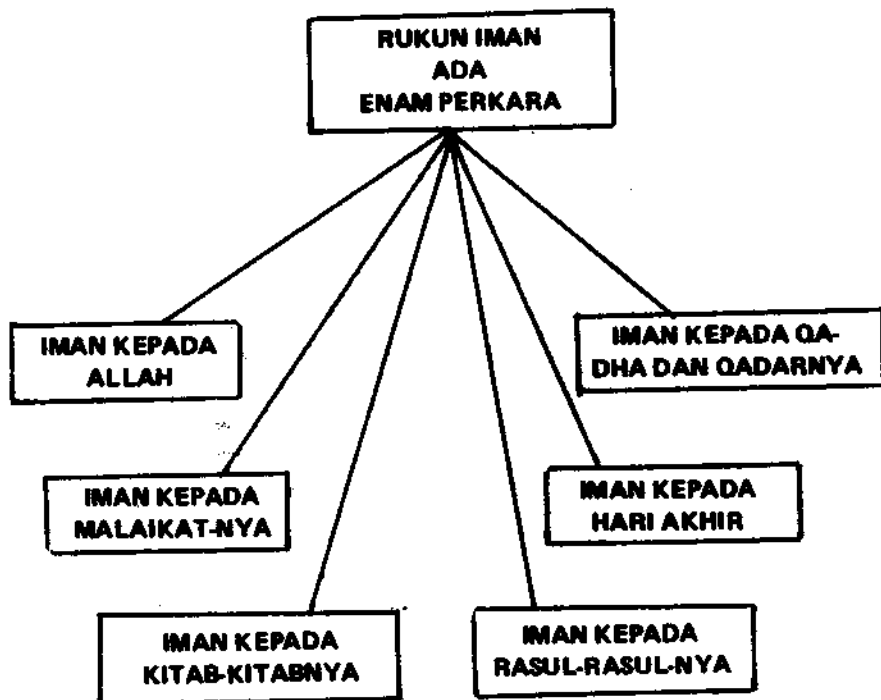 RUKUN IMAN
ADA
ENAM PERKARA
IMAN KEPADA
ALLAH
IMAN KEPADA QA-
DHA DAN QADARNYA
IMAN KEPADA
MALAIKAT-NYA
IMAN KEPADA
HARI AKHIR
IMAN KEPADA
KITAB-KITABNYA
IMAN KEPADA
RASUL-RASUL-NYA